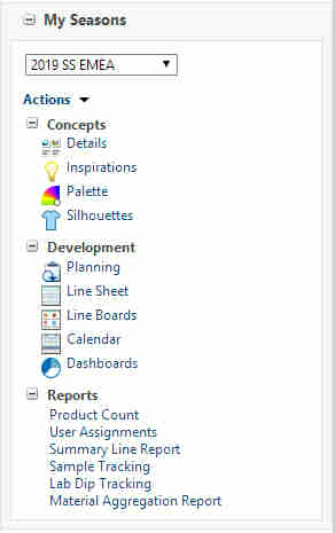 My Seasons
2019 SS EMEA
Actions
Concepts
Details
Inspirations
Palette
Silhouettes
Development
Planning
Line Sheet
Line Boards
Calendar
Dashboards
Reports
Product Count
User Assignments
Summary Line Report
Sample Tracking
Lab Dip Tracking
Material Aggregation Report